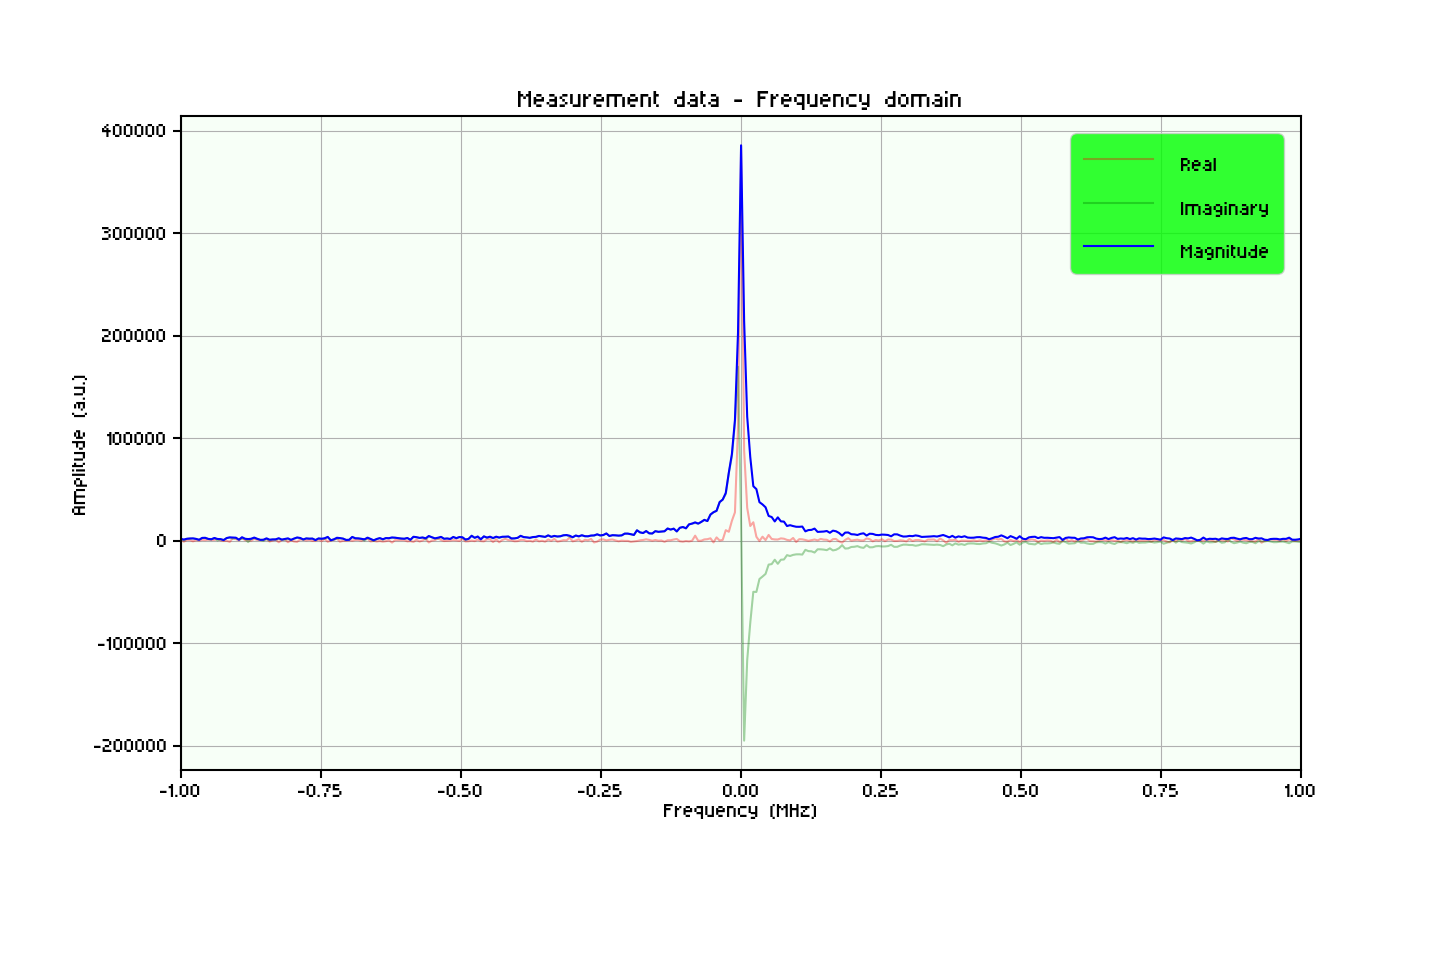 Measurement data - Frequency domain
400000
300000
200000
100000
0
-100000
-200000
Amplitude (a.u.)
Real
Imaginary
Magnitude
-1.00 -0.75 -0.50 -0.25 0.00 0.25 0.50 0.75 1.00
Frequency (MHz)